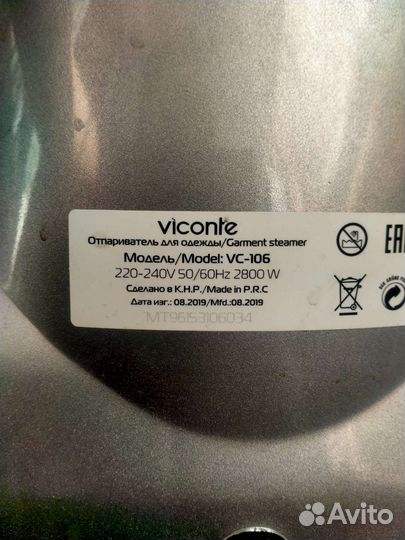 viconte
Отпариватель для одежды/Garment steamer
Модель/Model: VC-106
220-240V 50/60Hz 2800 W
Сделано в К.Н.Р./Made in P.R.C
Дата изг.: 08.2019/Mfd.:08.2019
MT96153106034
EAC
Avito